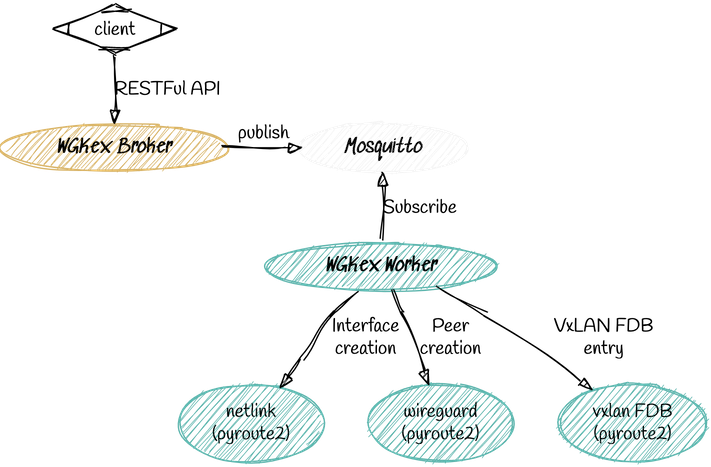 client
RESTFul API
WGKex Broker
publish
Mosquitto
Subscribe
WGKex Worker
Interface
creation
Peer
creation
VxLAN FDB
entry
netlink
(pyroute2)
wireguard
(pyroute2)
vxlan FDB
(pyroute2)